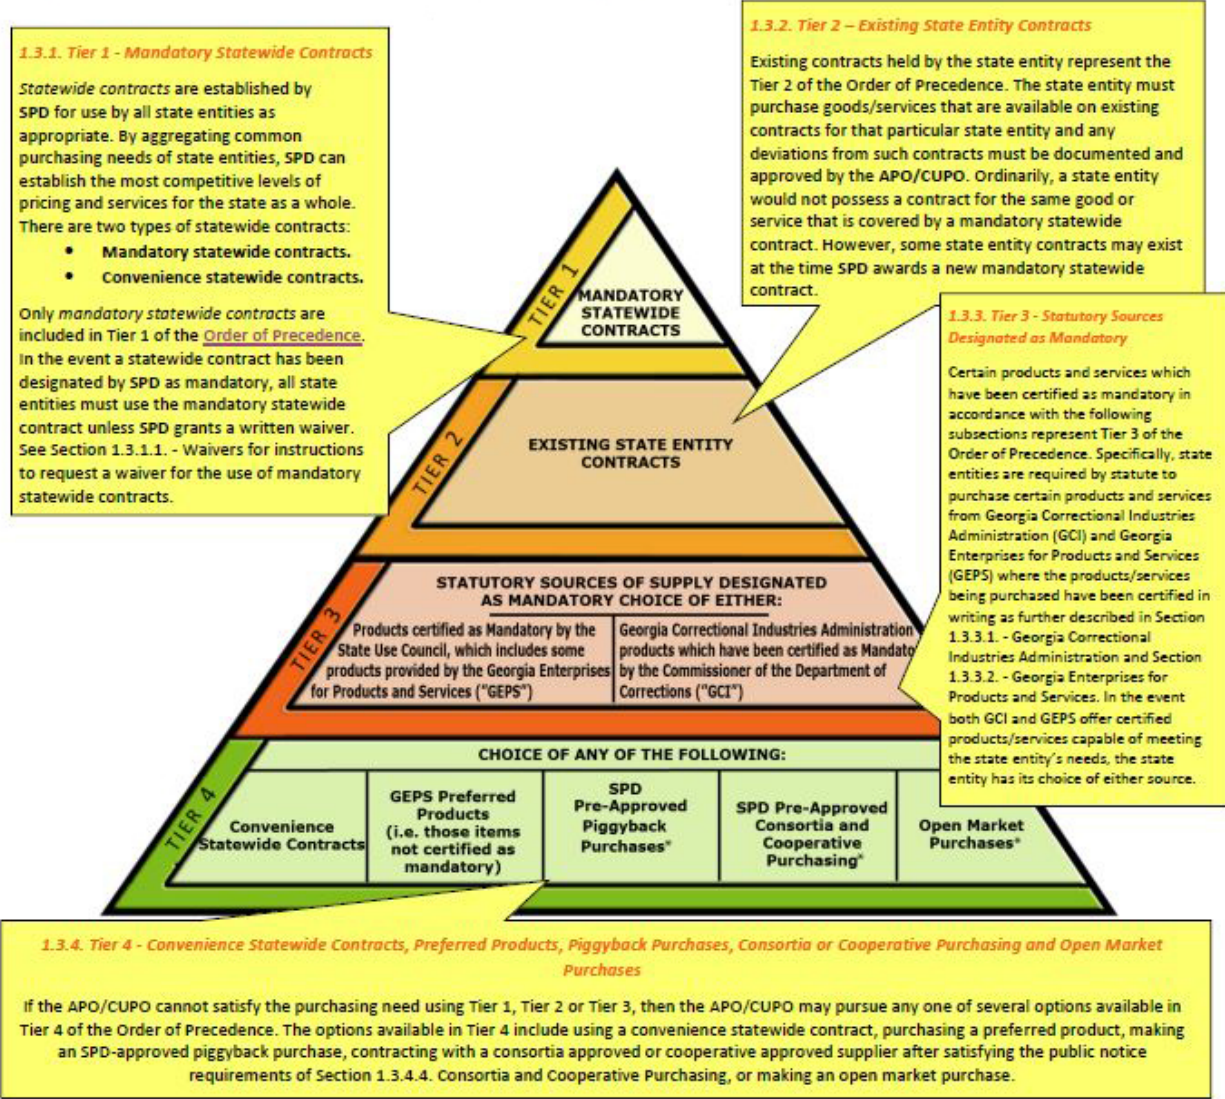 1.3.1. Tier 1 - Mandatory Statewide Contracts
Statewide contracts are established by
SPD for use by all state entities as
appropriate. By aggregating common
purchasing needs of state entities, SPD can
establish the most competitive levels of
pricing and services for the state as a whole.
There are two types of statewide contracts:
• Mandatory statewide contracts.
• Convenience statewide contracts.
Only mandatory statewide contracts are
included in Tier 1 of the Order of Precedence.
In the event a statewide contract has been
designated by SPD as mandatory, all state
entities must use the mandatory statewide
contract unless SPD grants a written waiver.
See Section 1.3.1.1. - Waivers for instructions
to request a waiver for the use of mandatory
statewide contracts.
1.3.2. Tier 2 – Existing State Entity Contracts
Existing contracts held by the state entity represent the
Tier 2 of the Order of Precedence. The state entity must
purchase goods/services that are available on existing
contracts for that particular state entity and any
deviations from such contracts must be documented and
approved by the APO/CUPO. Ordinarily, a state entity
would not possess a contract for the same good or
service that is covered by a mandatory statewide
contract. However, some state entity contracts may exist
at the time SPD awards a new mandatory statewide
contract.
1.3.3. Tier 3 - Statutory Sources
Designated as Mandatory
Certain products and services which
have been certified as mandatory in
accordance with the following
subsections represent Tier 3 of the
Order of Precedence. Specifically, state
entities are required by statute to
purchase certain products and services
from Georgia Correctional Industries
Administration (GCI) and Georgia
Enterprises for Products and Services
(GEPS) where the products/services
being purchased have been certified in
writing as further described in Section
1.3.3.1. - Georgia Correctional
Industries Administration and Section
1.3.3.2. - Georgia Enterprises for
Products and Services. In the event
both GCI and GEPS offer certified
products/services capable of meeting
the state entity's needs, the state
entity has its choice of either source.
TIER 1
MANDATORY
STATEWIDE
CONTRACTS
TIER 2
EXISTING STATE ENTITY
CONTRACTS
TIER 3
STATUTORY SOURCES OF SUPPLY DESIGNATED
AS MANDATORY CHOICE OF EITHER:
Products certified as Mandatory by the
State Use Council, which includes some
products provided by the Georgia Enterprises
for Products and Services ("GEPS")
Georgia Correctional Industries Administration
products which have been certified as Mandato
by the Commissioner of the Department of
Corrections ("GCI")
TIER 4
CHOICE OF ANY OF THE FOLLOWING:
Convenience
Statewide Contracts
GEPS Preferred
Products
(i.e. those items
not certified as
mandatory)
SPD
Pre-Approved
Piggyback
Purchases*
SPD Pre-Approved
Consortia and
Cooperative
Purchasing*
Open Market
Purchases*
1.3.4. Tier 4 - Convenience Statewide Contracts, Preferred Products, Piggyback Purchases, Consortia or Cooperative Purchasing and Open Market
Purchases
If the APO/CUPO cannot satisfy the purchasing need using Tier 1, Tier 2 or Tier 3, then the APO/CUPO may pursue any one of several options available in
Tier 4 of the Order of Precedence. The options available in Tier 4 include using a convenience statewide contract, purchasing a preferred product, making
an SPD-approved piggyback purchase, contracting with a consortia approved or cooperative approved supplier after satisfying the public notice
requirements of Section 1.3.4.4. Consortia and Cooperative Purchasing, or making an open market purchase.